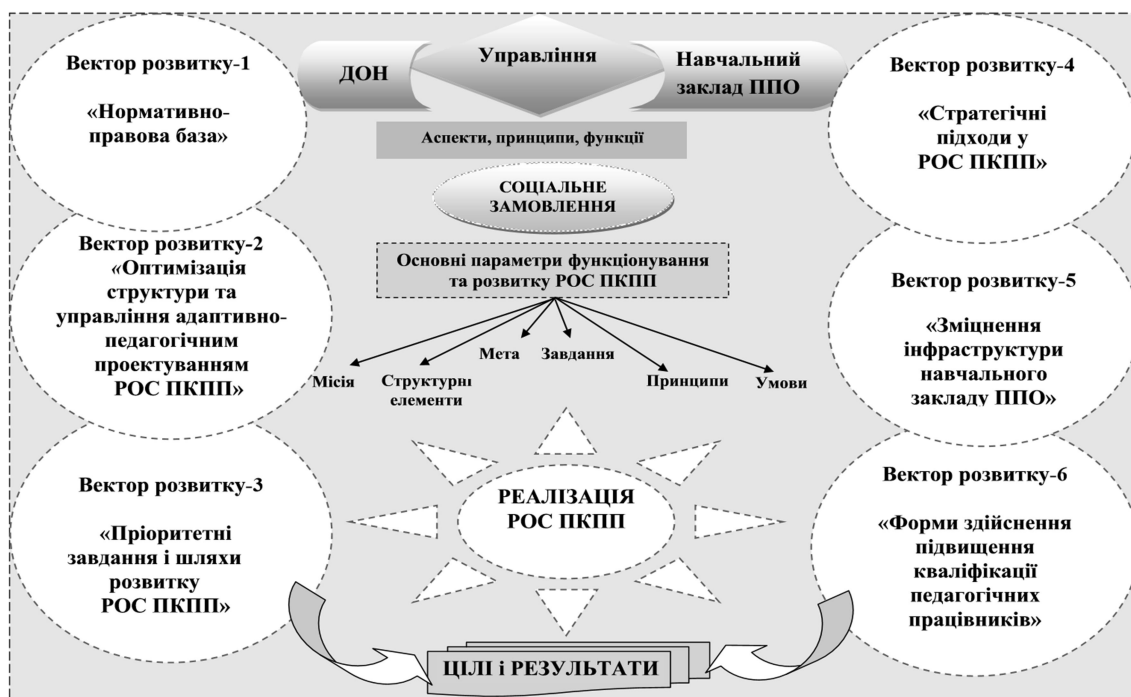 Вектор розвитку-1
«Нормативно-
правова база»
Вектор розвитку-2
«Оптимізація
структури та
управління адаптивно-
педагогічним
проектуванням
РОС ПКПП»
Вектор розвитку-3
«Пріоритетні
завдання і шляхи
розвитку
РОС ПКПП»
ДОН
Управління
Навчальний
заклад ППО
Аспекти, принципи, функції
СОЦІАЛЬНЕ
ЗАМОВЛЕННЯ
Основні параметри функціонування
та розвитку РОС ПКПП
Місія
Структурні
елементи
Мета
Завдання
Принципи
Умови
РЕАЛІЗАЦІЯ
РОС ПКПП
ЦІЛІ і РЕЗУЛЬТАТИ
Вектор розвитку-4
«Стратегічні
підходи у
РОС ПКПП»
Вектор розвитку-5
«Зміцнення
інфраструктури
навчального
закладу ППО»
Вектор розвитку-6
«Форми здійснення
підвищення
кваліфікації
педагогічних
працівників»